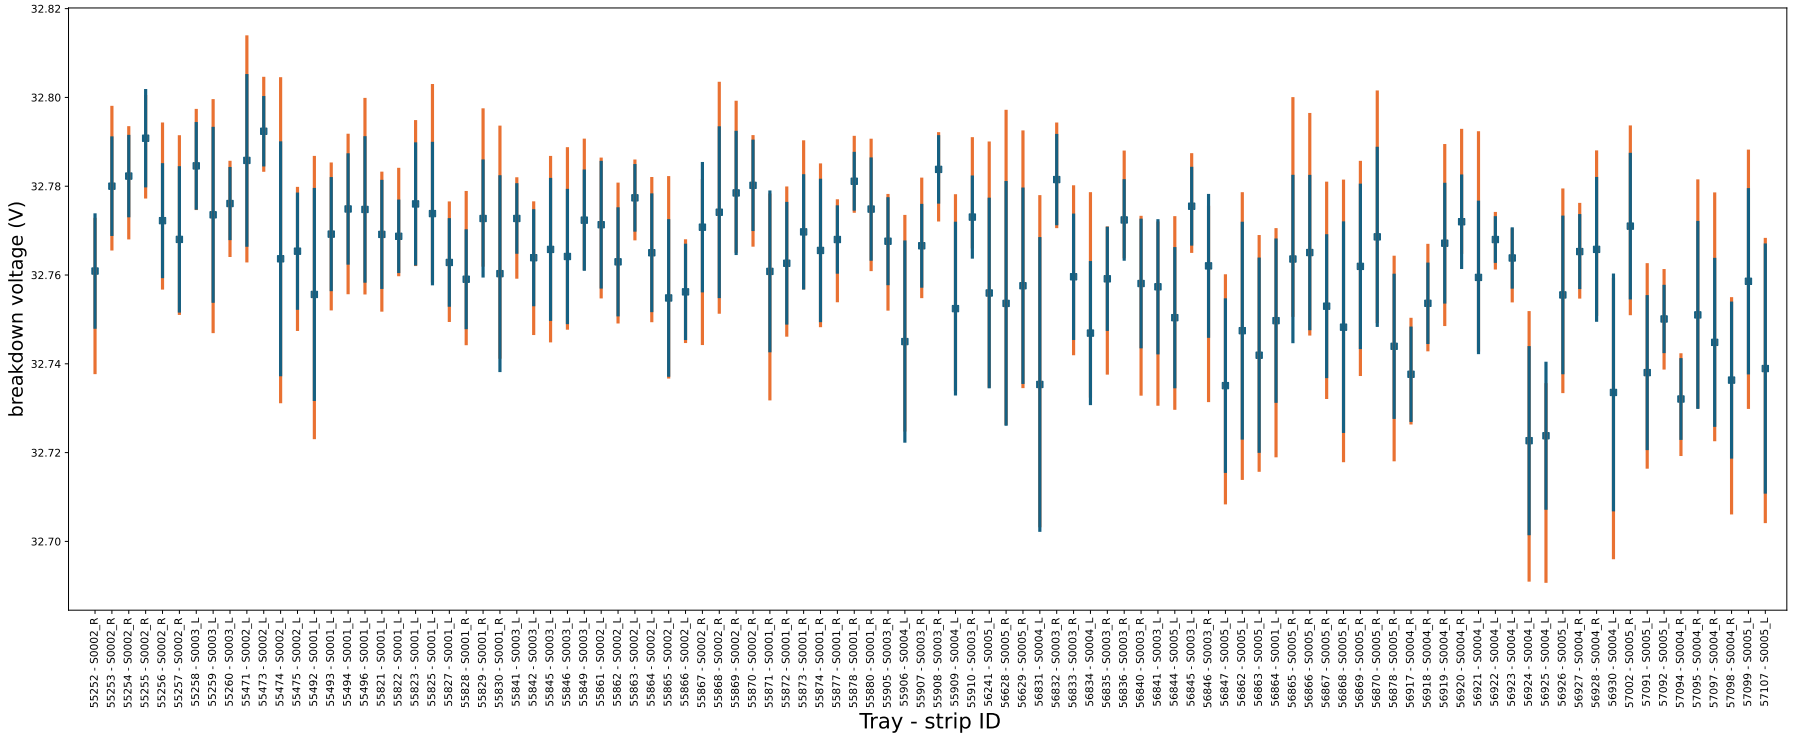 32.82
32.80
32.78
32.76
32.74
32.72
32.70
breakdown voltage (V)
55252 - S0002_R
55253 - S0002_R
55254 - S0002_R
55255 - S0002_R
55256 - S0002_R
55257 - S0002_R
55258 - S0003_L
55259 - S0003_L
55260 - S0003_L
55471 - S0002_L
55473 - S0002_L
55474 - S0002_L
55475 - S0002_R
55492 - S0001_L
55493 - S0001_L
55494 - S0001_L
55496 - S0001_L
55821 - S0001_L
55822 - S0001_L
55823 - S0001_L
55825 - S0001_L
55827 - S0001_L
55828 - S0001_R
55829 - S0001_R
55830 - S0001_R
55841 - S0003_L
55842 - S0003_L
55845 - S0003_L
55846 - S0003_L
55849 - S0003_L
55861 - S0002_L
55862 - S0002_L
55863 - S0002_L
55864 - S0002_L
55865 - S0002_L
55866 - S0002_L
55867 - S0002_R
55868 - S0002_R
55869 - S0002_R
55870 - S0002_R
55871 - S0001_R
55872 - S0001_R
55873 - S0001_R
55874 - S0001_R
55877 - S0001_R
55878 - S0001_R
55880 - S0001_R
55905 - S0003_R
55906 - S0004_L
55908 - S0003_R
55909 - S0004_L
55910 - S0003_R
56241 - S0005_L
56628 - S0005_R
56629 - S0005_R
56831 - S0004_L
56832 - S0003_R
56833 - S0003_R
56834 - S0004_L
56835 - S0003_R
56836 - S0003_R
56840 - S0003_R
56841 - S0003_L
56844 - S0005_R
56845 - S0003_L
56846 - S0003_R
56847 - S0005_L
56862 - S0005_L
56863 - S0005_L
56864 - S0001_L
56865 - S0005_R
56866 - S0005_R
56867 - S0005_R
56868 - S0005_R
56869 - S0005_R
56870 - S0005_R
56878 - S0005_R
56917 - S0004_R
56918 - S0004_R
56919 - S0004_R
56920 - S0004_R
56921 - S0004_L
56922 - S0004_L
56923 - S0004_L
56924 - S0004_L
56925 - S0004_L
56926 - S0005_L
56927 - S0004_R
56928 - S0004_R
56930 - S0004_L
57002 - S0005_R
57091 - S0005_L
57092 - S0005_L
57094 - S0004_R
57095 - S0004_R
57097 - S0004_R
57098 - S0004_R
57099 - S0005_L
57107 - S0005_L
Tray - strip ID